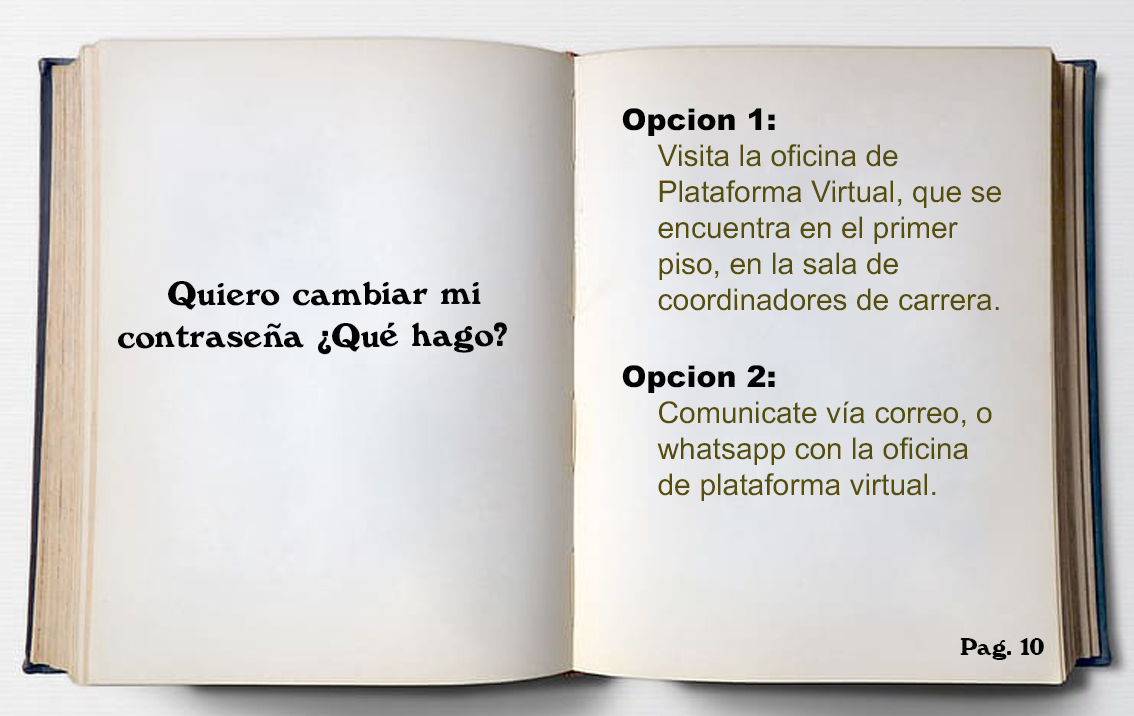 Quiero cambiar mi
contraseña ¿Qué hago?
Opcion 1:
Visita la oficina de
Plataforma Virtual, que se
encuentra en el primer
piso, en la sala de
coordinadores de carrera.
Opcion 2:
Comunicate vía correo, o
whatsapp con la oficina
de plataforma virtual.
Pag. 10